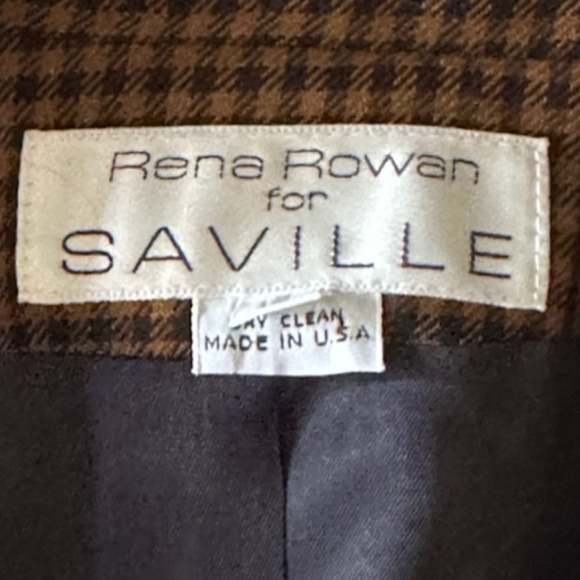 Rena Rowan
for
SAVILLE
DRY CLEAN
MADE IN U.S.A